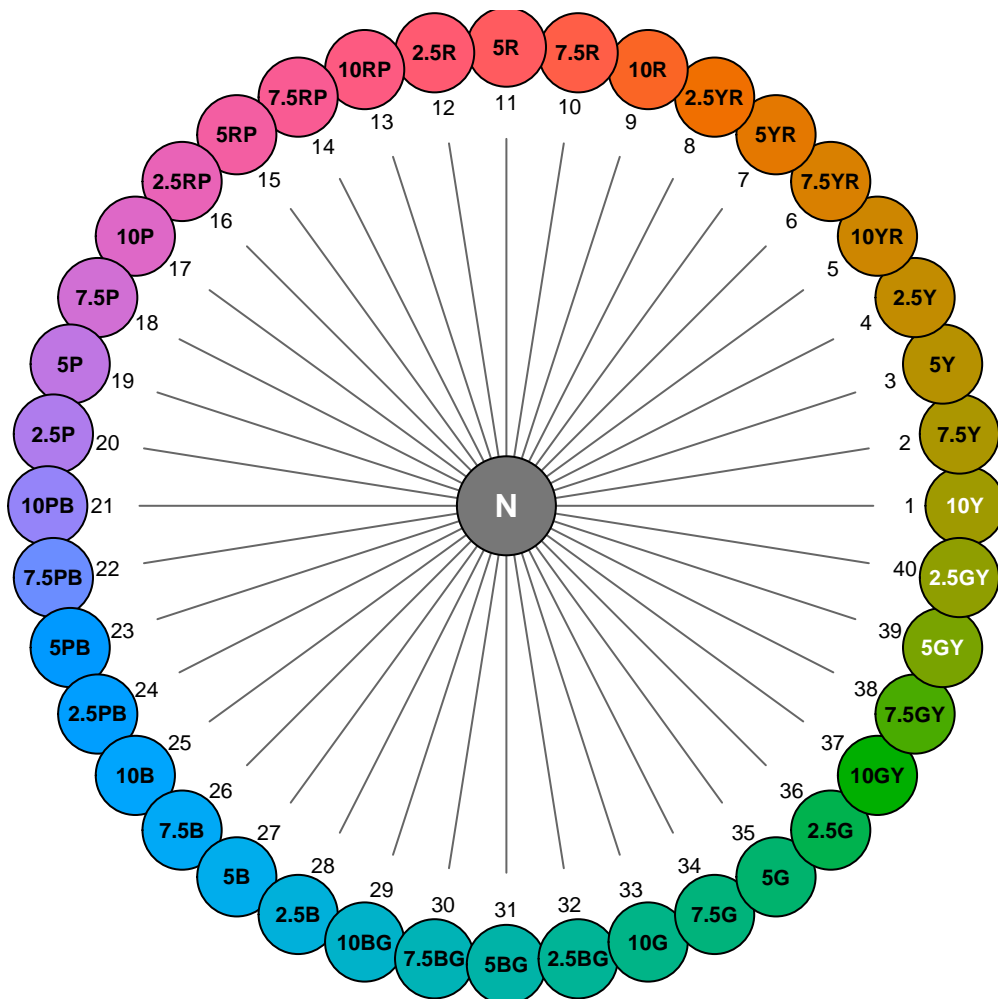 5R
11
7.5R
10
10R
9
2.5YR
8
5YR
7
7.5YR
6
10YR
5
2.5Y
4
5Y
3
7.5Y
2
10Y
1
2.5GY
40
5GY
39
7.5GY
38
10GY
37
2.5G
36
5G
35
7.5G
34
10G
33
2.5BG
32
5BG
31
7.5BG
30
10BG
29
2.5B
28
5B
27
7.5B
26
10B
25
2.5PB
24
5PB
23
7.5PB
22
10PB
21
2.5P
20
5P
19
7.5P
18
10P
17
2.5RP
16
5RP
15
7.5RP
14
10RP
13
2.5R
12
N